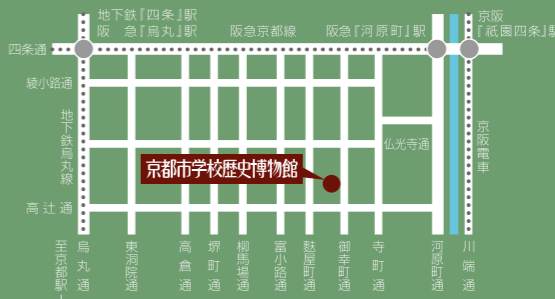 地下鉄『四条』駅
阪 急『烏丸』駅
阪急京都線
阪急『河原町』駅
京阪
『祇園四条』駅
四条通
綾小路通
地下鉄烏丸線
仏光寺通
京阪電車
京都市学校歴史博物館
高辻通
至京都駅↓
烏丸通
東洞院通
高倉通
堺町通
柳馬場通
富小路通
麩屋町通
御幸町通
寺町通
河原町通
川端通